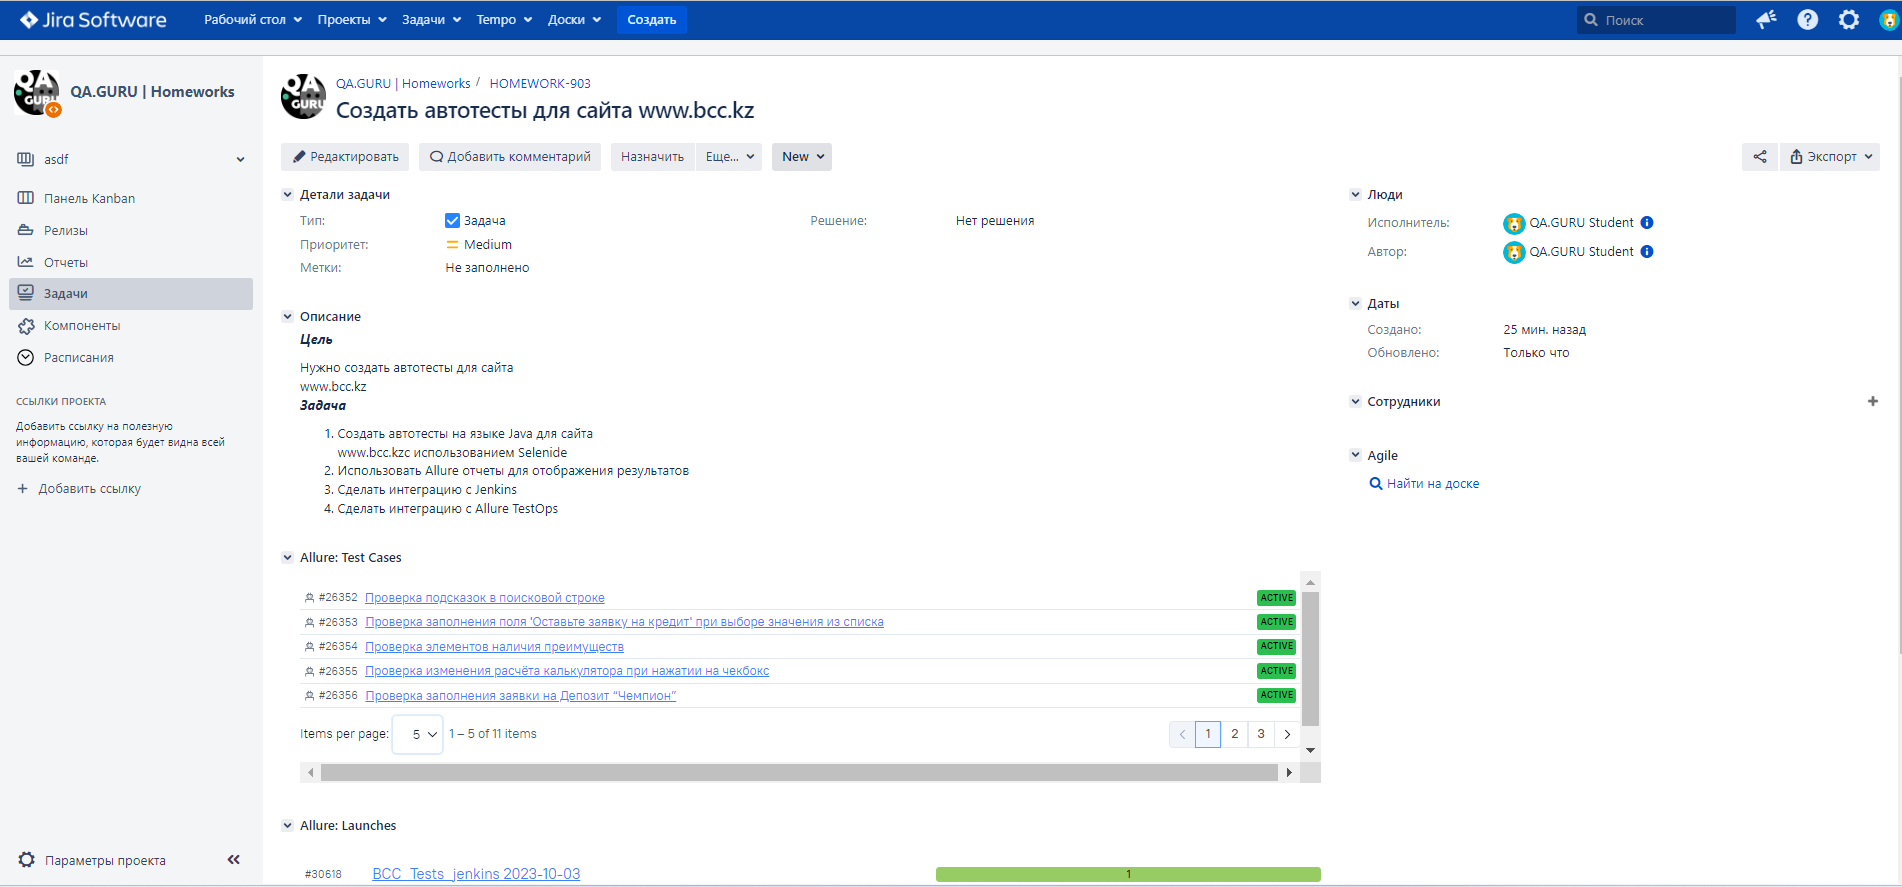 Jira Software
Рабочий стол
Проекты
Задачи
Tempo
Доски
Создать
Поиск
QA GURU
QA.GURU | Homeworks
asdf
Панель Kanban
Релизы
Отчеты
Задачи
Компоненты
Расписания
ССЫЛКИ ПРОЕКТА
Добавить ссылку на полезную
информацию, которая будет видна всей
вашей команде.
+ Добавить ссылку
Параметры проекта
QA GURU
QA.GURU | Homeworks / HOMEWORK-903
Создать автотесты для сайта www.bcc.kz
Редактировать
Добавить комментарий
Назначить
Еще...
New
Экспорт
Детали задачи
Тип: Задача
Решение: Нет решения
Приоритет: Medium
Метки: Не заполнено
Описание
Цель
Нужно создать автотесты для сайта
www.bcc.kz
Задача
1. Создать автотесты на языке Java для сайта
www.bcc.kzс использованием Selenide
2. Использовать Allure отчеты для отображения результатов
3. Сделать интеграцию с Jenkins
4. Сделать интеграцию с Allure TestOps
Allure: Test Cases
#26352 Проверка подсказок в поисковой строке ACTIVE
#26353 Проверка заполнения поля 'Оставьте заявку на кредит' при выборе значения из списка ACTIVE
#26354 Проверка элементов наличия преимуществ ACTIVE
#26355 Проверка изменения расчёта калькулятора при нажатии на чекбокс ACTIVE
#26356 Проверка заполнения заявки на Депозит “Чемпион” ACTIVE
Items per page: 5 1 – 5 of 11 items
1 2 3
Allure: Launches
#30618 BCC_Tests_jenkins 2023-10-03 1
Люди
Исполнитель: QA.GURU Student
Автор: QA.GURU Student
Даты
Создано: 25 мин. назад
Обновлено: Только что
Сотрудники
Agile
Найти на доске